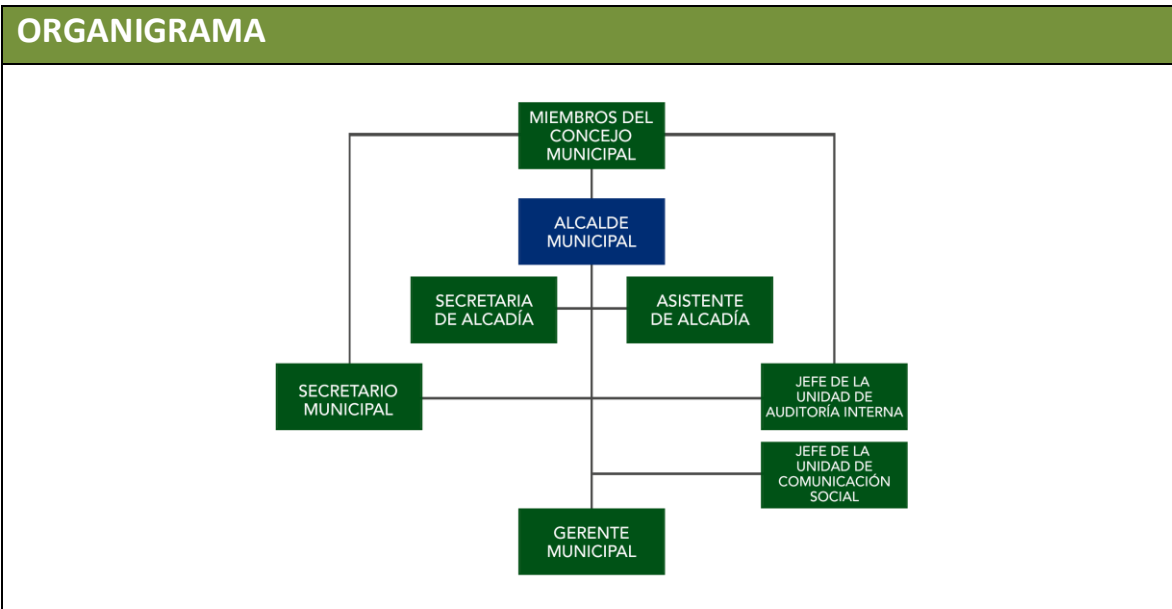 ORGANIGRAMA
MIEMBROS DEL
CONCEJO
MUNICIPAL
ALCALDE
MUNICIPAL
SECRETARIA
DE ALCADÍA
ASISTENTE
DE ALCADÍA
SECRETARIO
MUNICIPAL
JEFE DE LA
UNIDAD DE
AUDITORÍA INTERNA
JEFE DE LA
UNIDAD DE
COMUNICACIÓN
SOCIAL
GERENTE
MUNICIPAL